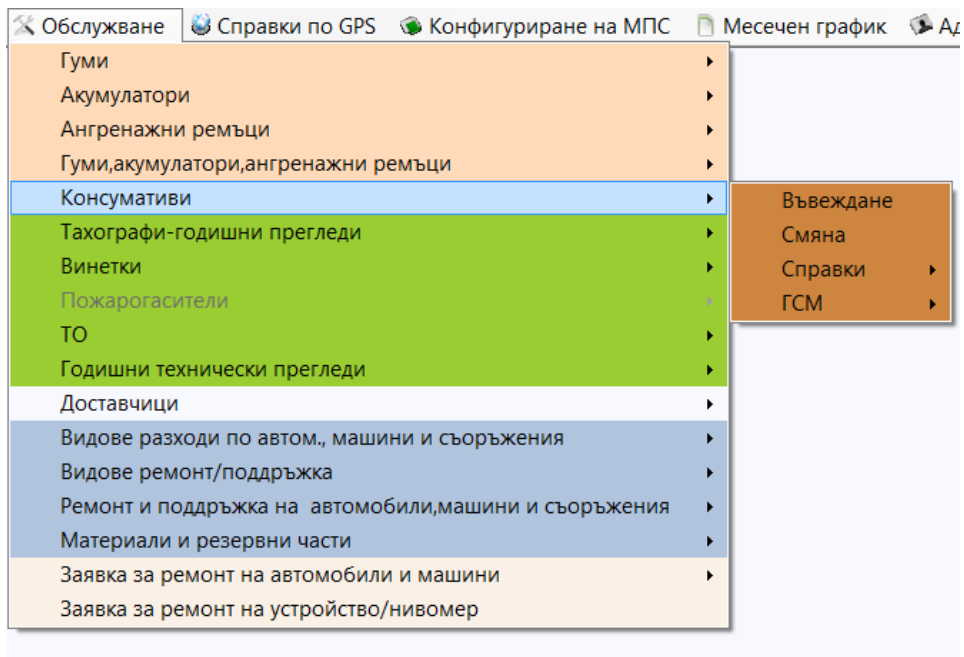 Обслужване Справки по GPS Конфигуриране на МПС Месечен график
Гуми
Акумулатори
Ангренажни ремъци
Гуми,акумулатори,ангренажни ремъци
Консумативи
Тахографи-годишни прегледи
Винетки
Пожарогасители
ТО
Годишни технически прегледи
Доставчици
Видове разходи по автом., машини и съоръжения
Видове ремонт/поддръжка
Ремонт и поддръжка на  автомобили,машини и съоръжения
Материали и резервни части
Заявка за ремонт на автомобили и машини
Заявка за ремонт на устройство/нивомер
Въвеждане
Смяна
Справки
ГСМ